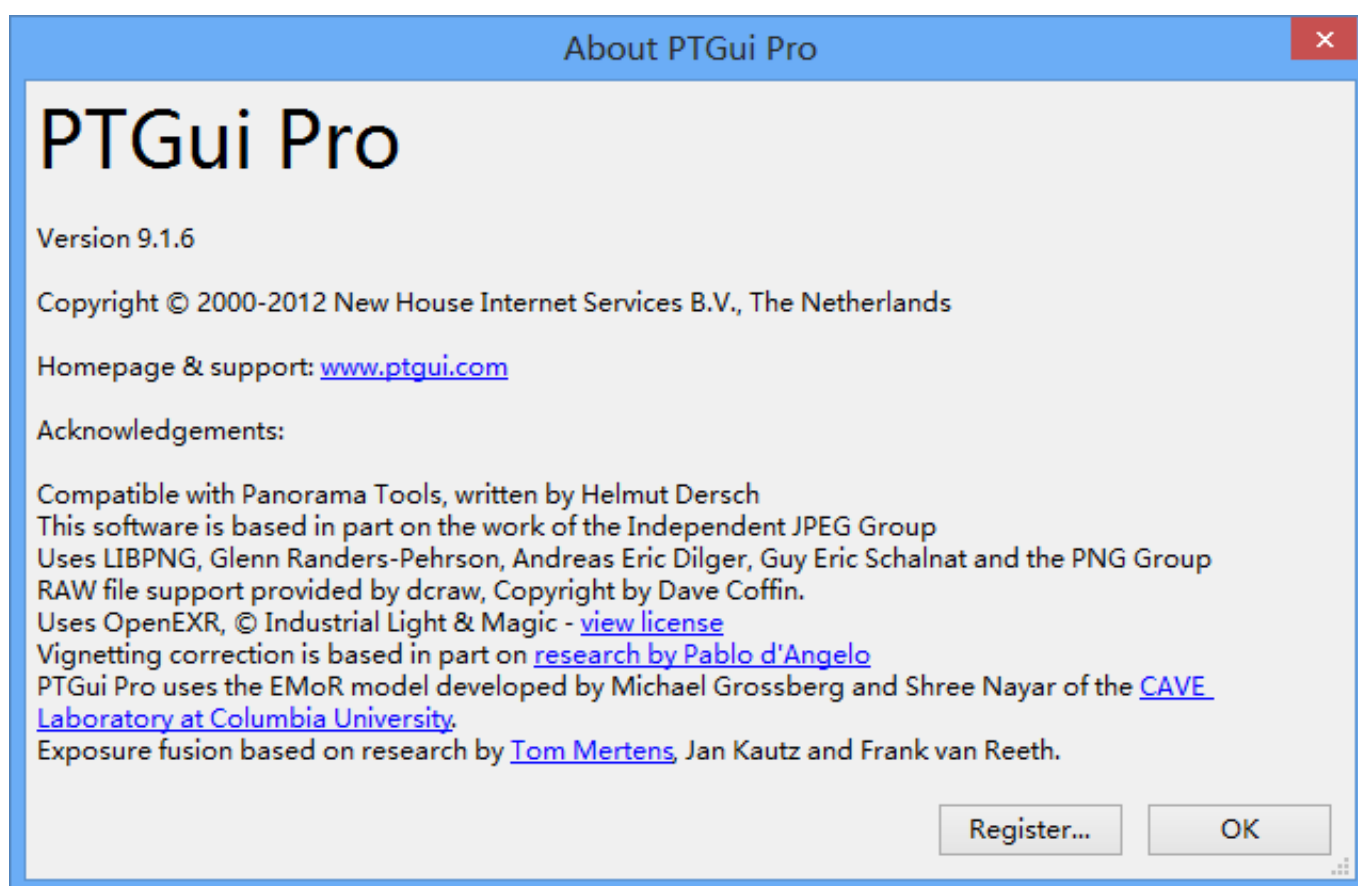 About PTGui Pro
PTGui Pro
Version 9.1.6
Copyright © 2000-2012 New House Internet Services B.V., The Netherlands
Homepage & support: www.ptgui.com
Acknowledgements:
Compatible with Panorama Tools, written by Helmut Dersch
This software is based in part on the work of the Independent JPEG Group
Uses LIBPNG, Glenn Randers-Pehrson, Andreas Eric Dilger, Guy Eric Schalnat and the PNG Group
RAW file support provided by dcraw, Copyright by Dave Coffin.
Uses OpenEXR, © Industrial Light & Magic - view license
Vignetting correction is based in part on research by Pablo d'Angelo
PTGui Pro uses the EMoR model developed by Michael Grossberg and Shree Nayar of the CAVE
Laboratory at Columbia University.
Exposure fusion based on research by Tom Mertens, Jan Kautz and Frank van Reeth.
Register...
OK